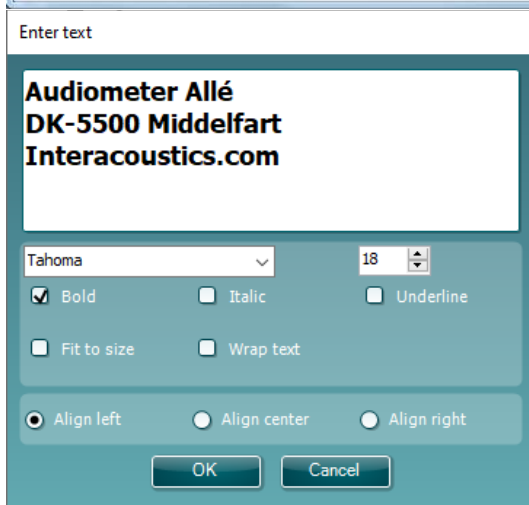 Enter text
Audiometer Allé
DK-5500 Middelfart
Interacoustics.com
Tahoma 18
Bold Italic Underline
Fit to size Wrap text
Align left Align center Align right
OK Cancel